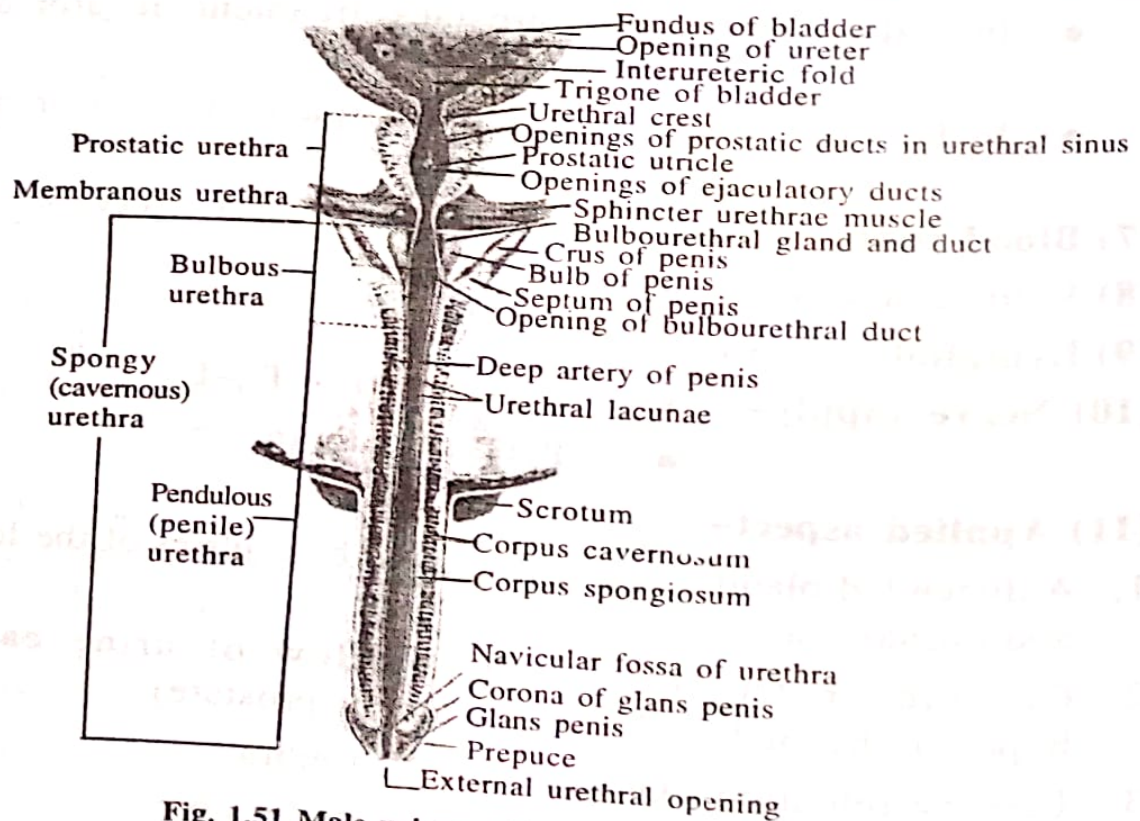 Fundus of bladder
Opening of ureter
Interureteric fold
Trigone of bladder
Urethral crest
Openings of prostatic ducts in urethral sinus
Prostatic urethra
Prostatic utricle
Openings of ejaculatory ducts
Membranous urethra
Sphincter urethrae muscle
Bulbourethral gland and duct
Crus of penis
Bulbous
urethra
Bulb of penis
Septum of penis
Opening of bulbourethral duct
Spongy
(cavernous)
urethra
Deep artery of penis
Urethral lacunae
Pendulous
(penile)
urethra
Scrotum
Corpus cavernosum
Corpus spongiosum
Navicular fossa of urethra
Corona of glans penis
Glans penis
Prepuce
External urethral opening
Fig. 1.51 Male